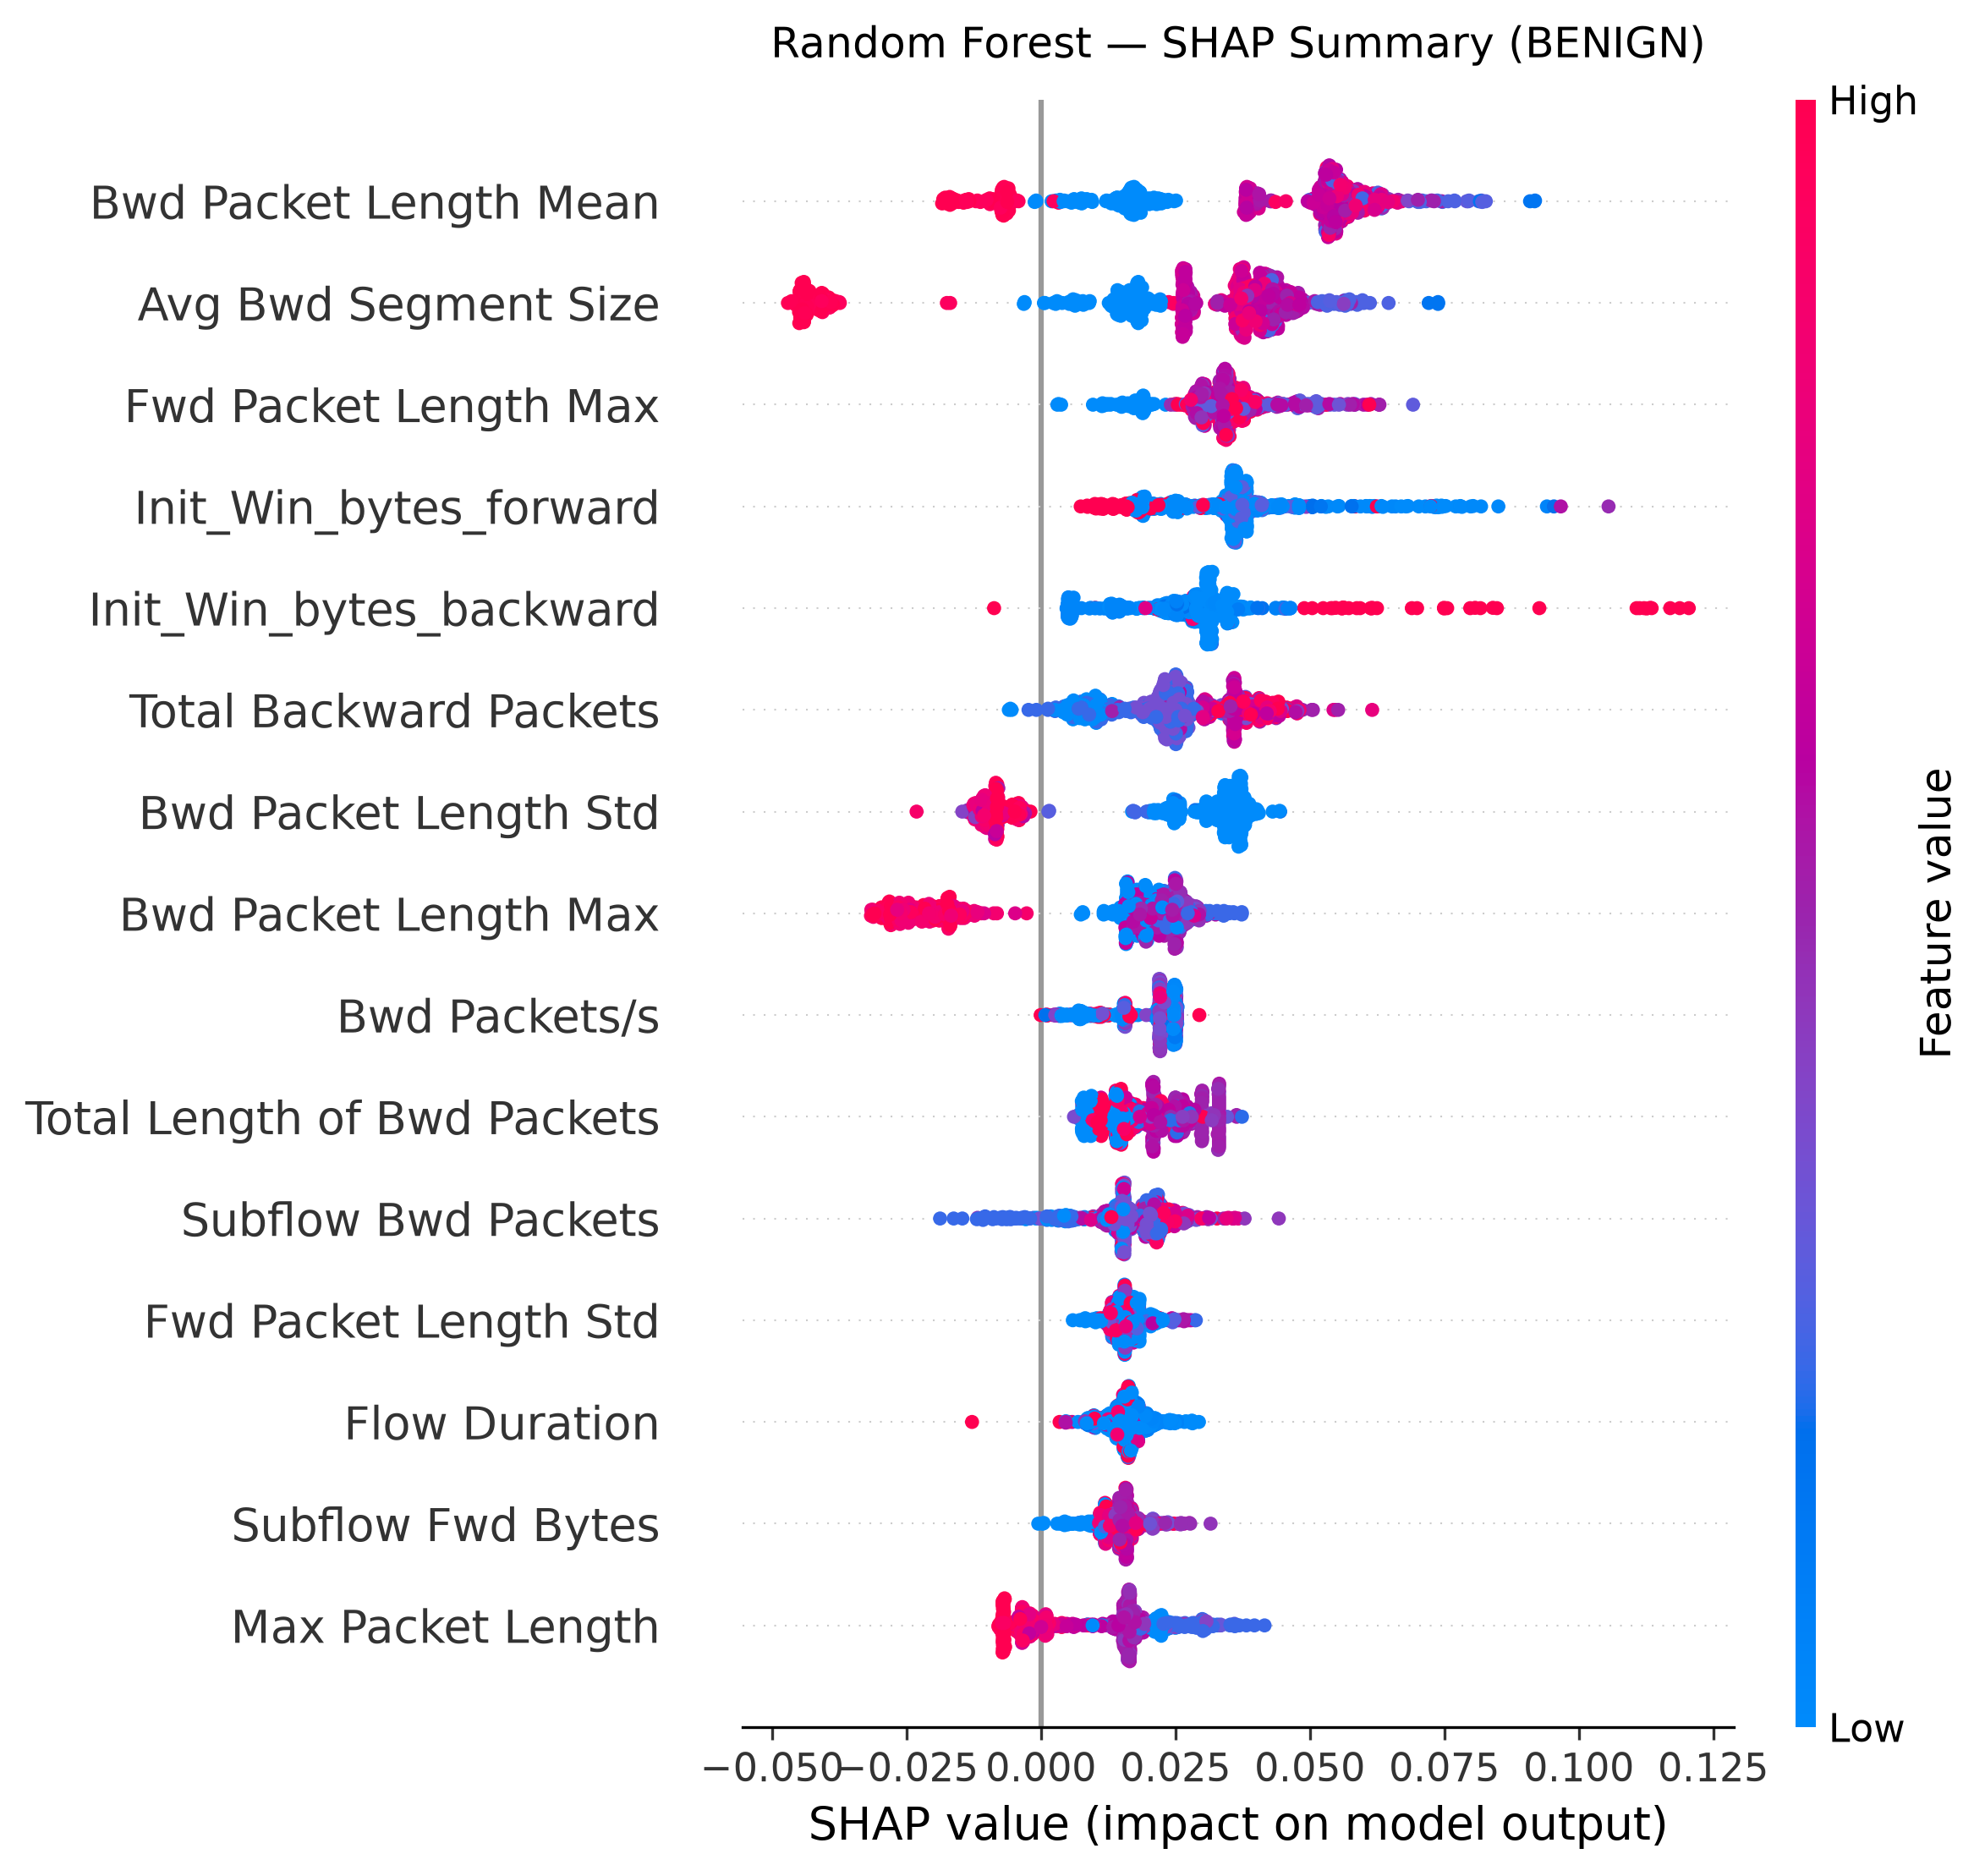 Random Forest — SHAP Summary (BENIGN)
High
Bwd Packet Length Mean
Avg Bwd Segment Size
Fwd Packet Length Max
Init_Win_bytes_forward
Init_Win_bytes_backward
Total Backward Packets
Bwd Packet Length Std
Bwd Packet Length Max
Bwd Packets/s
Total Length of Bwd Packets
Subflow Bwd Packets
Fwd Packet Length Std
Flow Duration
Subflow Fwd Bytes
Max Packet Length
Feature value
Low
−0.050 −0.025 0.000 0.025 0.050 0.075 0.100 0.125
SHAP value (impact on model output)